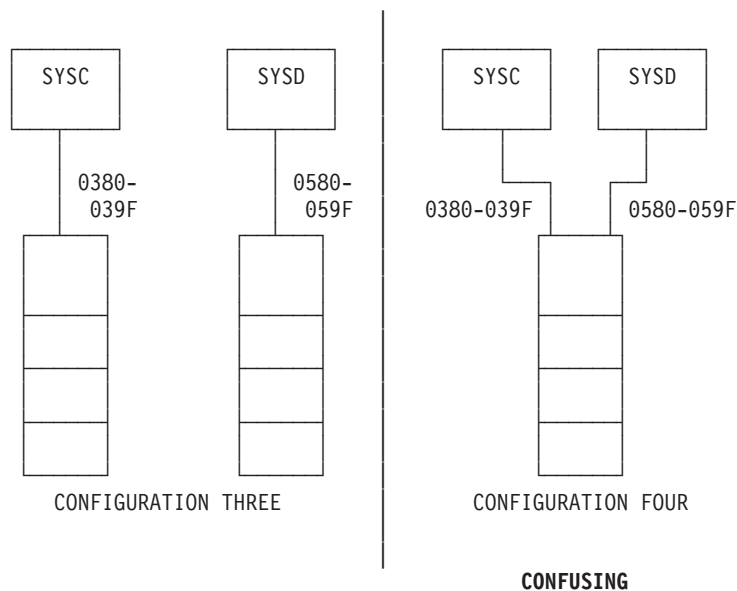 SYSC
SYSD
0380-
039F
0580-
059F
CONFIGURATION THREE
SYSC
SYSD
0380-039F
0580-059F
CONFIGURATION FOUR
CONFUSING